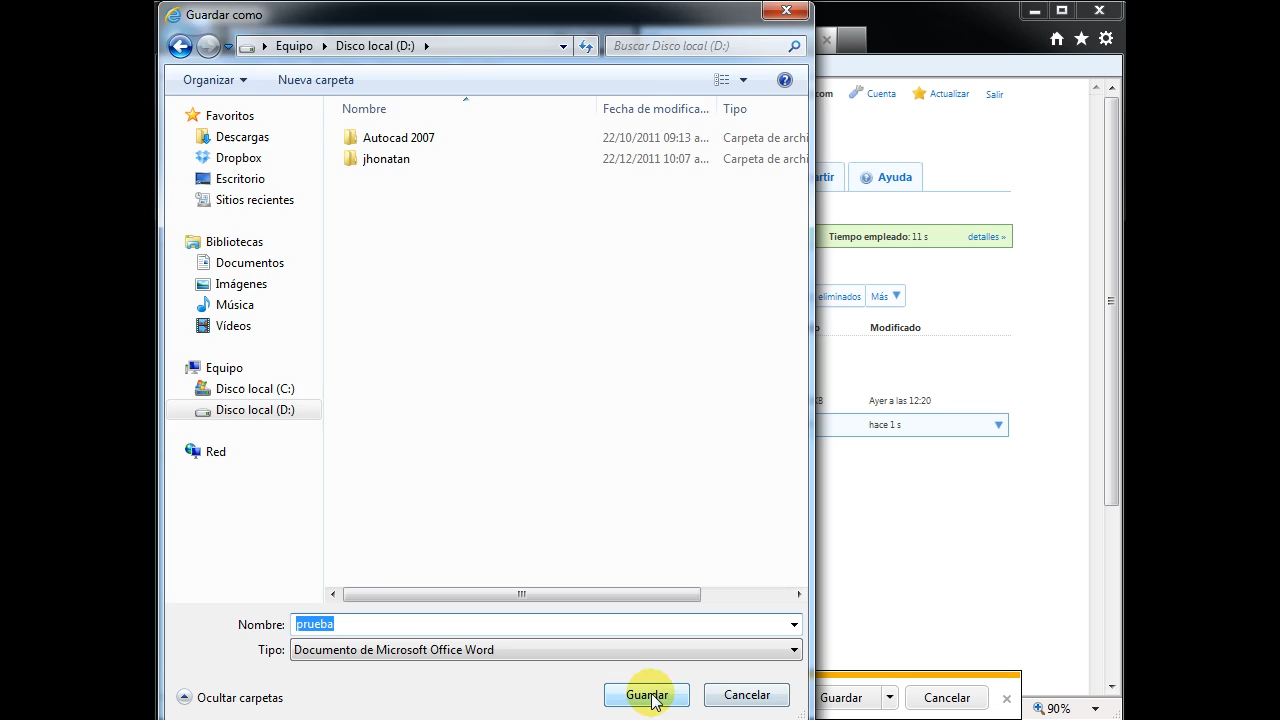 Guardar como
Equipo Disco local (D:)
Buscar Disco local (D:)
Organizar Nueva carpeta
Favoritos
Descargas
Dropbox
Escritorio
Sitios recientes
Bibliotecas
Documentos
Imágenes
Música
Vídeos
Equipo
Disco local (C:)
Disco local (D:)
Red
Nombre Fecha de modifica... Tipo
Autocad 2007 22/10/2011 09:13 a... Carpeta de archi
jhonatan 22/12/2011 10:07 a... Carpeta de archi
Nombre: prueba
Tipo: Documento de Microsoft Office Word
Ocultar carpetas
Guardar Cancelar
com Cuenta Actualizar Salir
rtir Ayuda
Tiempo empleado: 11 s detalles »
eliminados Más
Modificado
KB Ayer a las 12:20
hace 1 s
Guardar Cancelar
90%